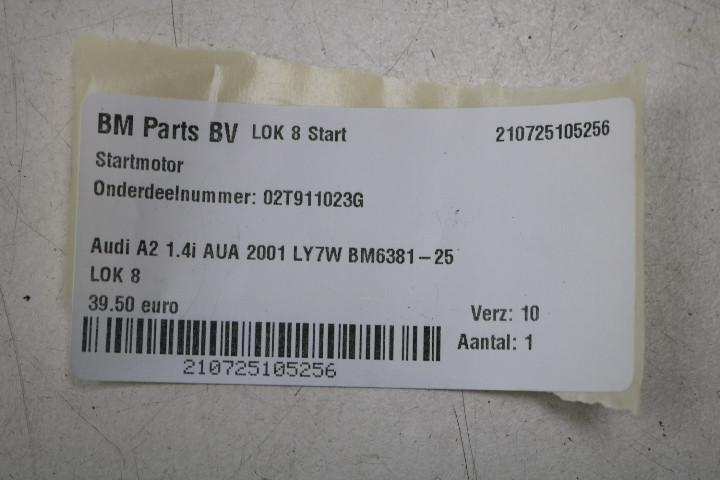 BM Parts BV LOK 8 Start 210725105256
Startmotor
Onderdeelnummer: 02T911023G
Audi A2 1.4i AUA 2001 LY7W BM6381-25
LOK 8
39.50 euro
Verz: 10
Aantal: 1
210725105256